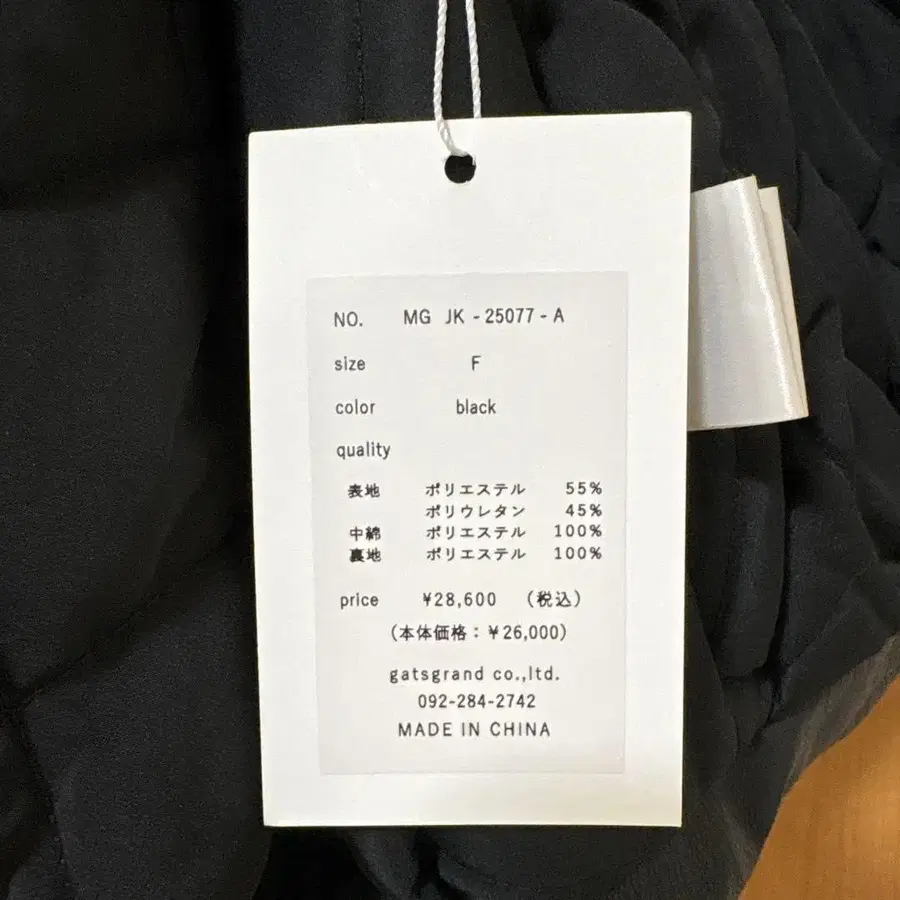 NO. MG JK - 25077 - A
size F
color black
quality
表地 ポリエステル 55%
ポリウレタン 45%
中綿 ポリエステル 100%
裏地 ポリエステル 100%
price ¥28,600 (税込)
(本体価格：¥26,000)
gatsgrand co.,ltd.
092-284-2742
MADE IN CHINA